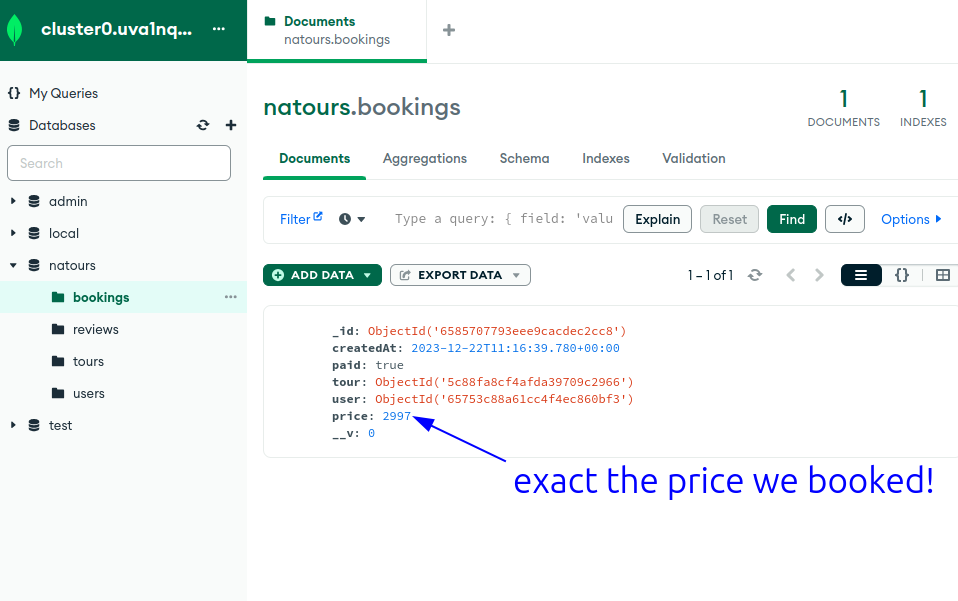 cluster0.uva1nq... ...
Documents
natours.bookings
{} My Queries
Databases
Search
admin
local
natours
bookings ...
reviews
tours
users
test
natours.bookings
1
DOCUMENTS
1
INDEXES
Documents Aggregations Schema Indexes Validation
Filter Type a query: { field: 'valu Explain Reset Find </> Options
ADD DATA EXPORT DATA 1 – 1 of 1 {}
_id: ObjectId('6585707793eee9cacdec2cc8')
createdAt: 2023-12-22T11:16:39.780+00:00
paid: true
tour: ObjectId('5c88fa8cf4afda39709c2966')
user: ObjectId('65753c88a61cc4f4ec860bf3')
price: 2997
__v: 0
exact the price we booked!